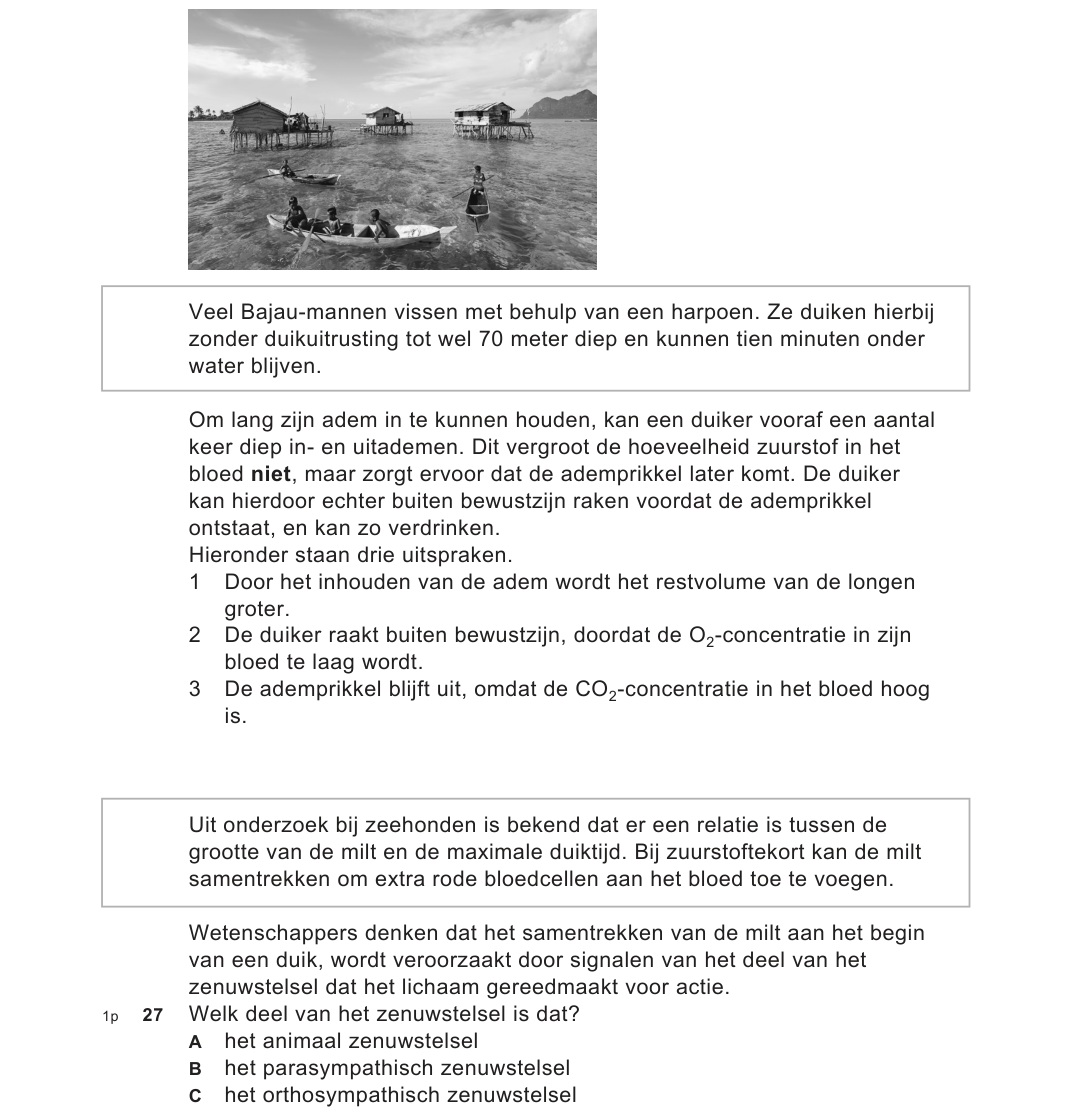 Veel Bajau-mannen vissen met behulp van een harpoen. Ze duiken hierbij
zonder duikuitrusting tot wel 70 meter diep en kunnen tien minuten onder
water blijven.
Om lang zijn adem in te kunnen houden, kan een duiker vooraf een aantal
keer diep in- en uitademen. Dit vergroot de hoeveelheid zuurstof in het
bloed niet, maar zorgt ervoor dat de ademprikkel later komt. De duiker
kan hierdoor echter buiten bewustzijn raken voordat de ademprikkel
ontstaat, en kan zo verdrinken.
Hieronder staan drie uitspraken.
1 Door het inhouden van de adem wordt het restvolume van de longen
groter.
2 De duiker raakt buiten bewustzijn, doordat de O₂-concentratie in zijn
bloed te laag wordt.
3 De ademprikkel blijft uit, omdat de CO₂-concentratie in het bloed hoog
is.
Uit onderzoek bij zeehonden is bekend dat er een relatie is tussen de
grootte van de milt en de maximale duiktijd. Bij zuurstoftekort kan de milt
samentrekken om extra rode bloedcellen aan het bloed toe te voegen.
Wetenschappers denken dat het samentrekken van de milt aan het begin
van een duik, wordt veroorzaakt door signalen van het deel van het
zenuwstelsel dat het lichaam gereedmaakt voor actie.
1p 27 Welk deel van het zenuwstelsel is dat?
A het animaal zenuwstelsel
B het parasympathisch zenuwstelsel
C het orthosympathisch zenuwstelsel